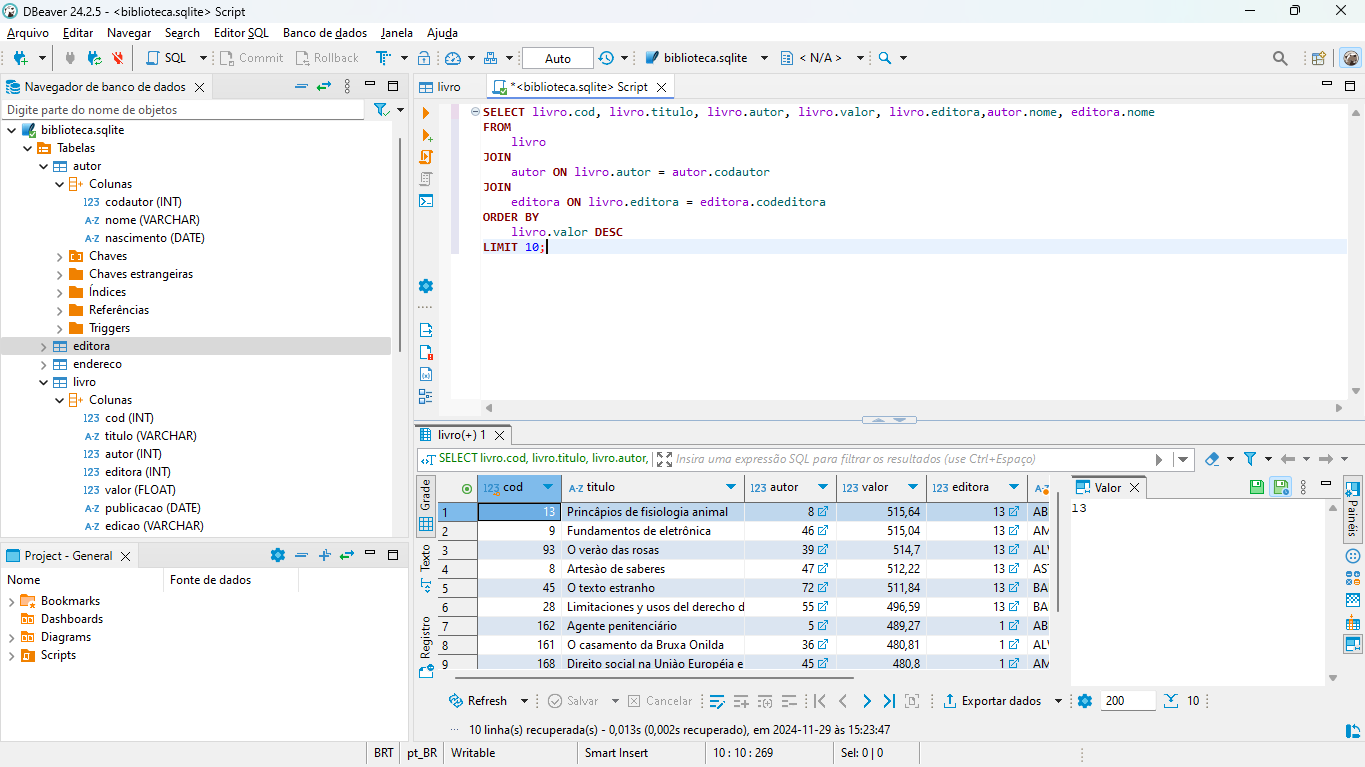 DBeaver 24.2.5 - <biblioteca.sqlite> Script
Arquivo Editar Navegar Search Editor SQL Banco de dados Janela Ajuda
SQL Commit Rollback Auto biblioteca.sqlite < N/A >
Navegador de banco de dados
Digite parte do nome de objetos
biblioteca.sqlite
Tabelas
autor
Colunas
123 codautor (INT)
A-Z nome (VARCHAR)
A-Z nascimento (DATE)
Chaves
Chaves estrangeiras
Índices
Referências
Triggers
editora
endereco
livro
Colunas
123 cod (INT)
A-Z titulo (VARCHAR)
123 autor (INT)
123 editora (INT)
123 valor (FLOAT)
A-Z publicacao (DATE)
A-Z edicao (VARCHAR)
Project - General
Nome Fonte de dados
Bookmarks
Dashboards
Diagrams
Scripts
livro *<biblioteca.sqlite> Script
SELECT livro.cod, livro.titulo, livro.autor, livro.valor, livro.editora,autor.nome, editora.nome
FROM
livro
JOIN
autor ON livro.autor = autor.codautor
JOIN
editora ON livro.editora = editora.codeditora
ORDER BY
livro.valor DESC
LIMIT 10;
livro(+) 1
SELECT livro.cod, livro.titulo, livro.autor, Insira uma expressão SQL para filtrar os resultados (use Ctrl+Espaço)
Grade
Texto
Registro
123 cod A-Z titulo 123 autor 123 valor 123 editora A-Z
1 13 Princâpios de fisiologia animal 8 515,64 13 AB
2 9 Fundamentos de eletrônica 46 515,04 13 AM
3 93 O verào das rosas 39 514,7 13 AL
4 8 Artesào de saberes 47 512,22 13 AS
5 45 O texto estranho 72 511,84 13 BA
6 28 Limitaciones y usos del derecho d 55 496,59 13 BA
7 162 Agente penitenciário 5 489,27 1 AB
8 161 O casamento da Bruxa Onilda 36 480,81 1 AL
9 168 Direito social na Uniào Européia e 45 480,8 1 AM
Valor
13
Painéis
Refresh Salvar Cancelar Exportar dados 200 10
10 linha(s) recuperada(s) - 0,013s (0,002s recuperado), em 2024-11-29 às 15:23:47
BRT pt_BR Writable Smart Insert 10 : 10 : 269 Sel: 0 | 0